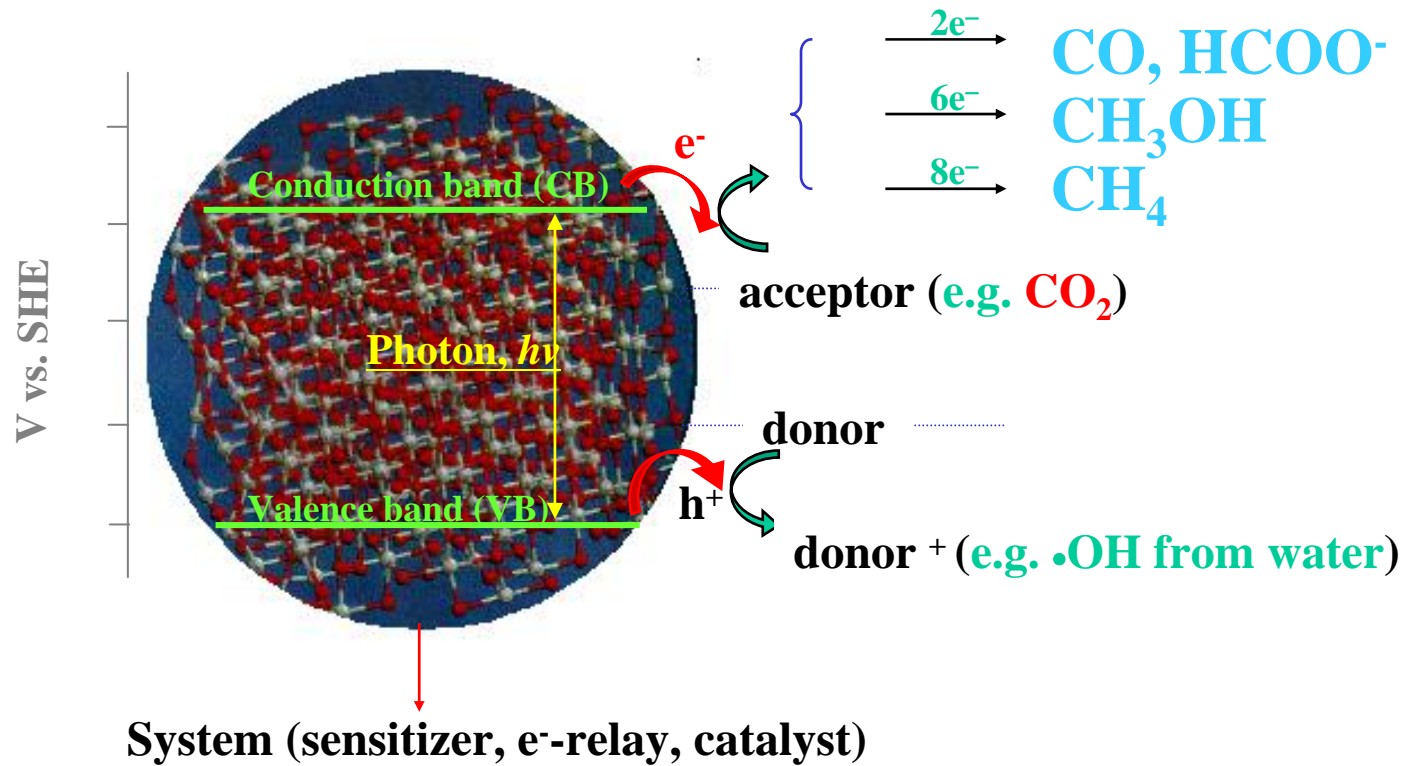 2e⁻
CO, HCOO⁻
6e⁻
CH₃OH
8e⁻
CH₄
e⁻
Conduction band (CB)
acceptor (e.g. CO₂)
V vs. SHE
Photon, hν
donor
Valence band (VB)
h⁺
donor ⁺ (e.g. •OH from water)
System (sensitizer, e⁻-relay, catalyst)